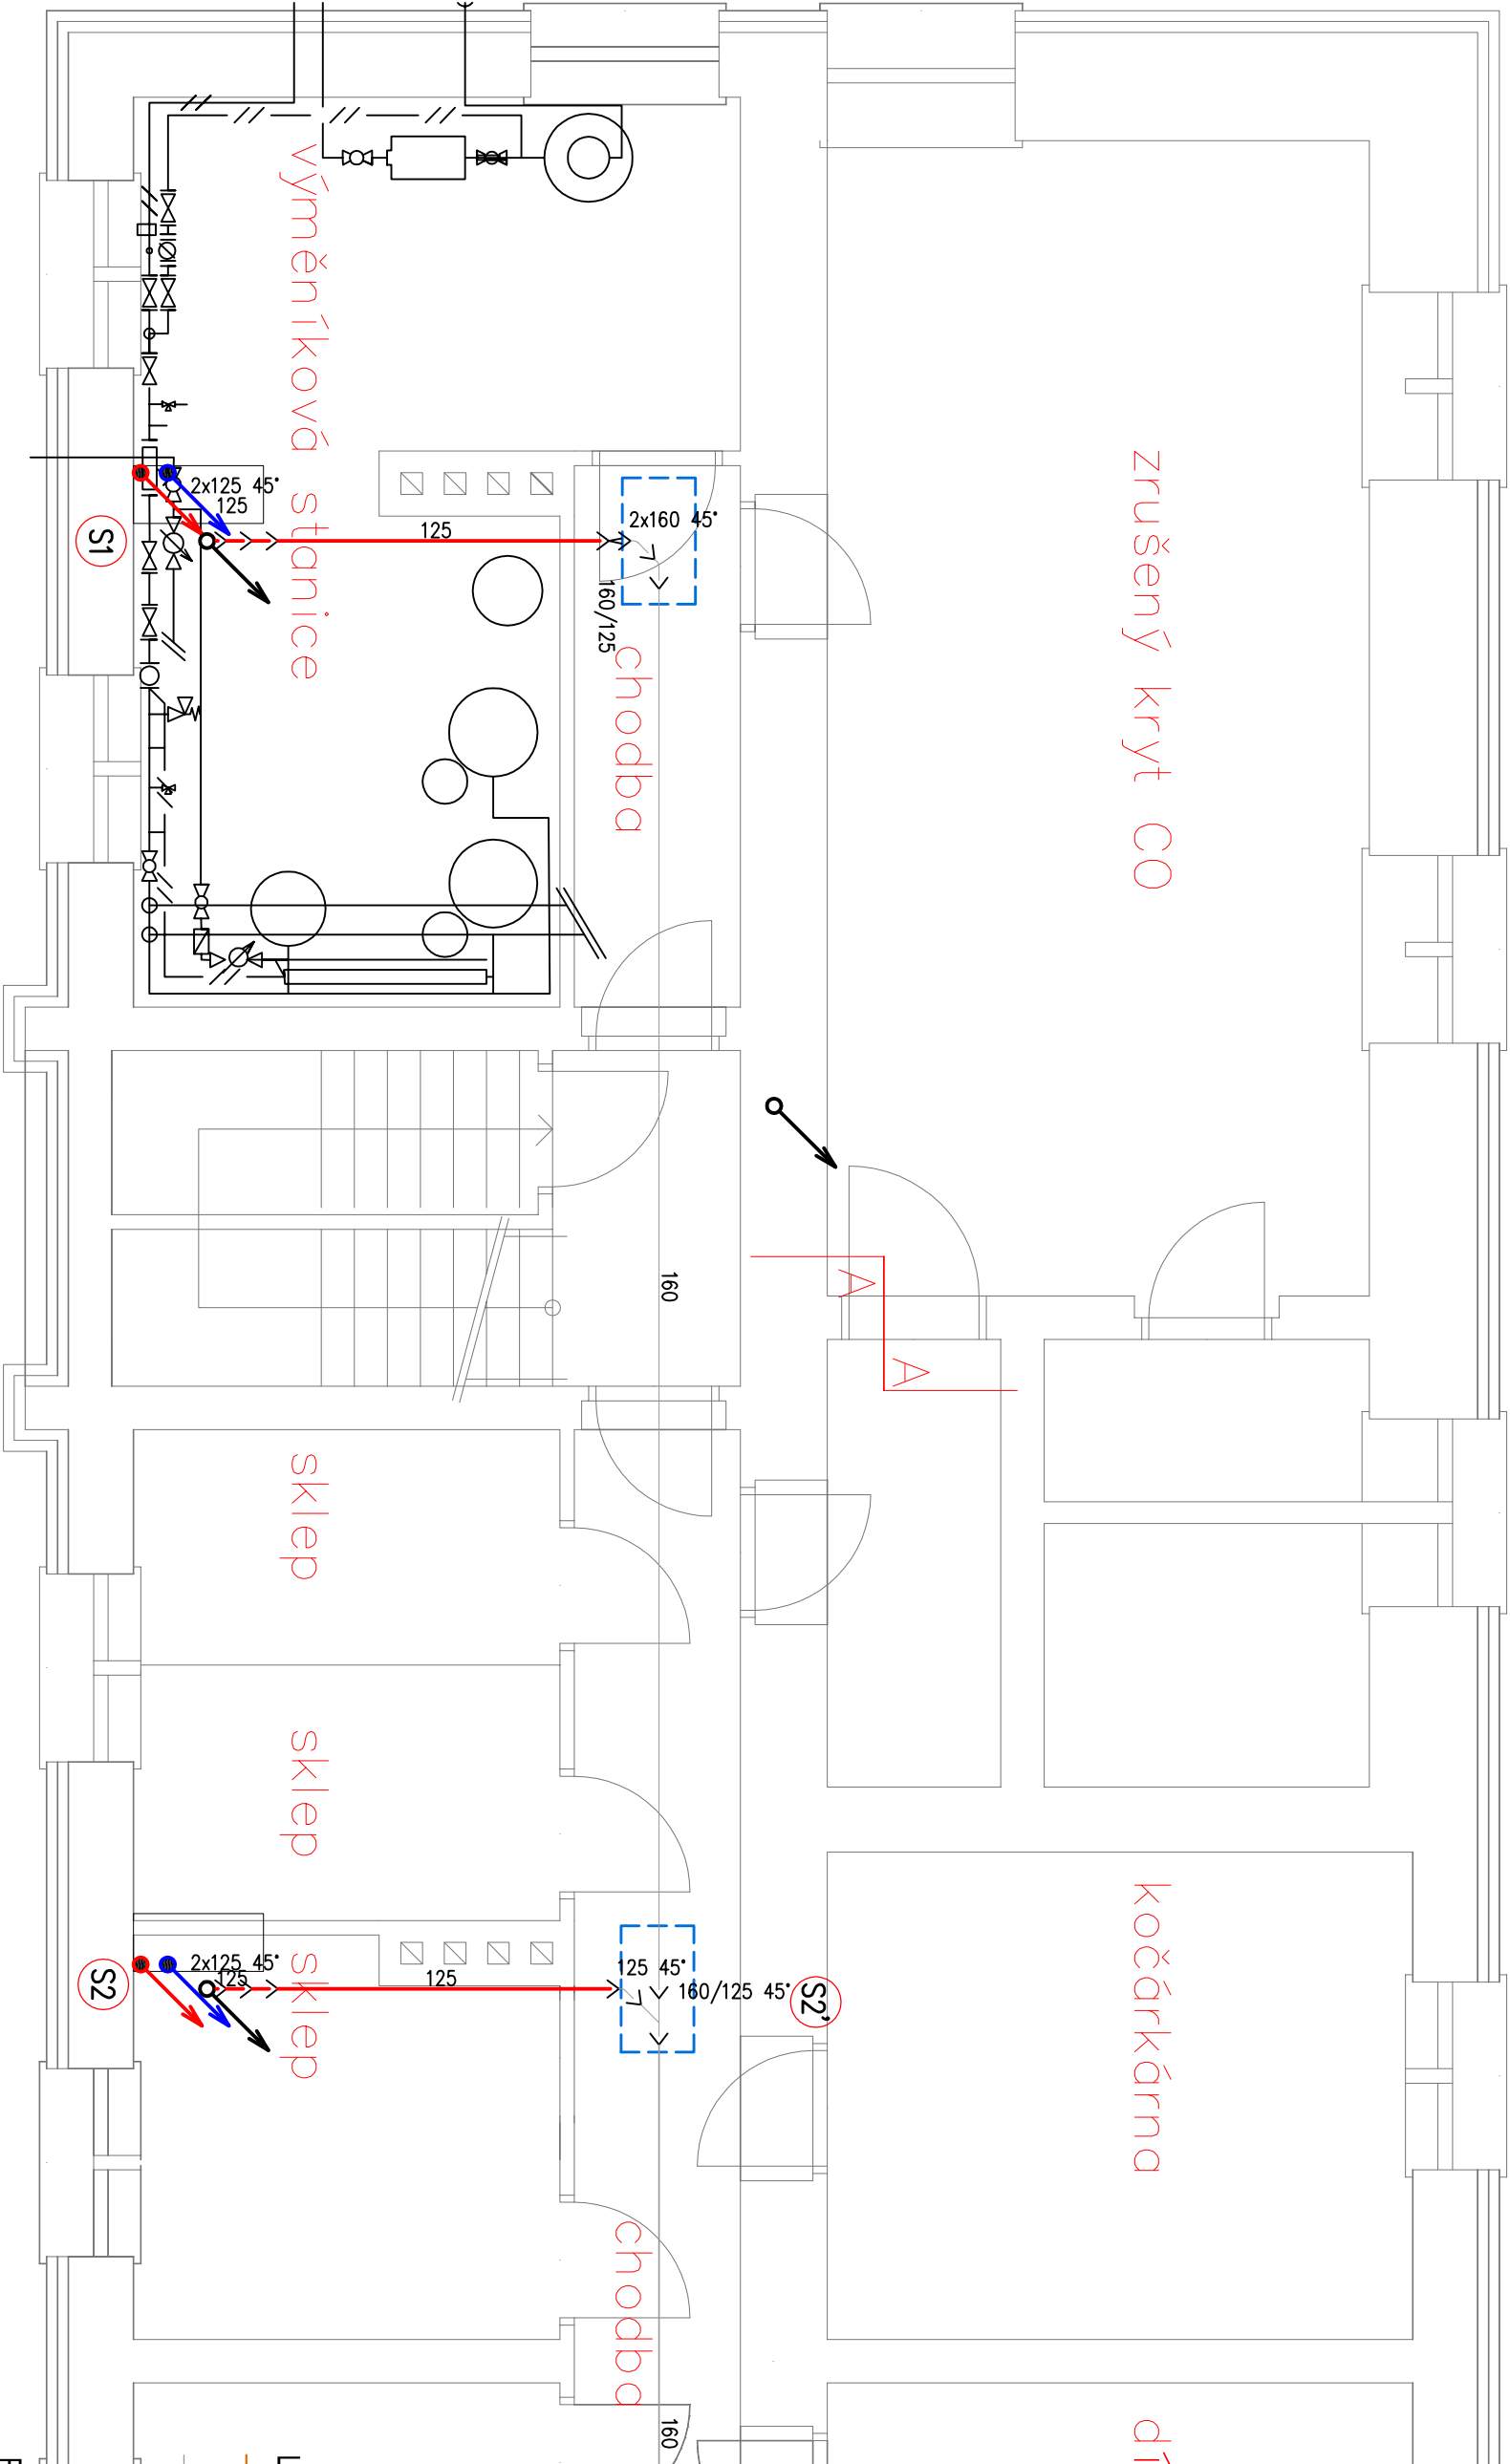 výměníková stanice
zrušený kryt CO
2x125 45°
125
S1
125
2x160 45°
160/125
chodba
A
A
160
sklep
sklep
sklep
kočárkárna
2x125 45°
125
S2
125
125 45°
160/125 45°
S2'
chodba
160